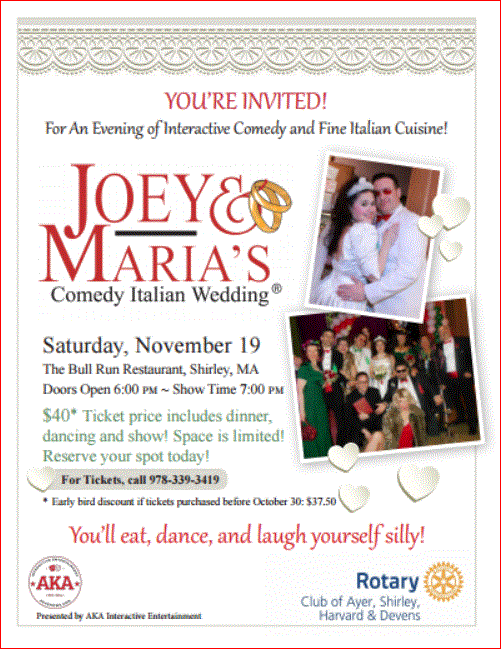 YOU'RE INVITED!
For An Evening of Interactive Comedy and Fine Italian Cuisine!
JOEY &
MARIA'S
Comedy Italian Wedding®
Saturday, November 19
The Bull Run Restaurant, Shirley, MA
Doors Open 6:00 PM ~ Show Time 7:00 PM
$40* Ticket price includes dinner,
dancing and show! Space is limited!
Reserve your spot today!
For Tickets, call 978-339-3419
* Early bird discount if tickets purchased before October 30: $37.50
You'll eat, dance, and laugh yourself silly!
AKA
Presented by AKA Interactive Entertainment
Rotary
Club of Ayer, Shirley,
Harvard & Devens